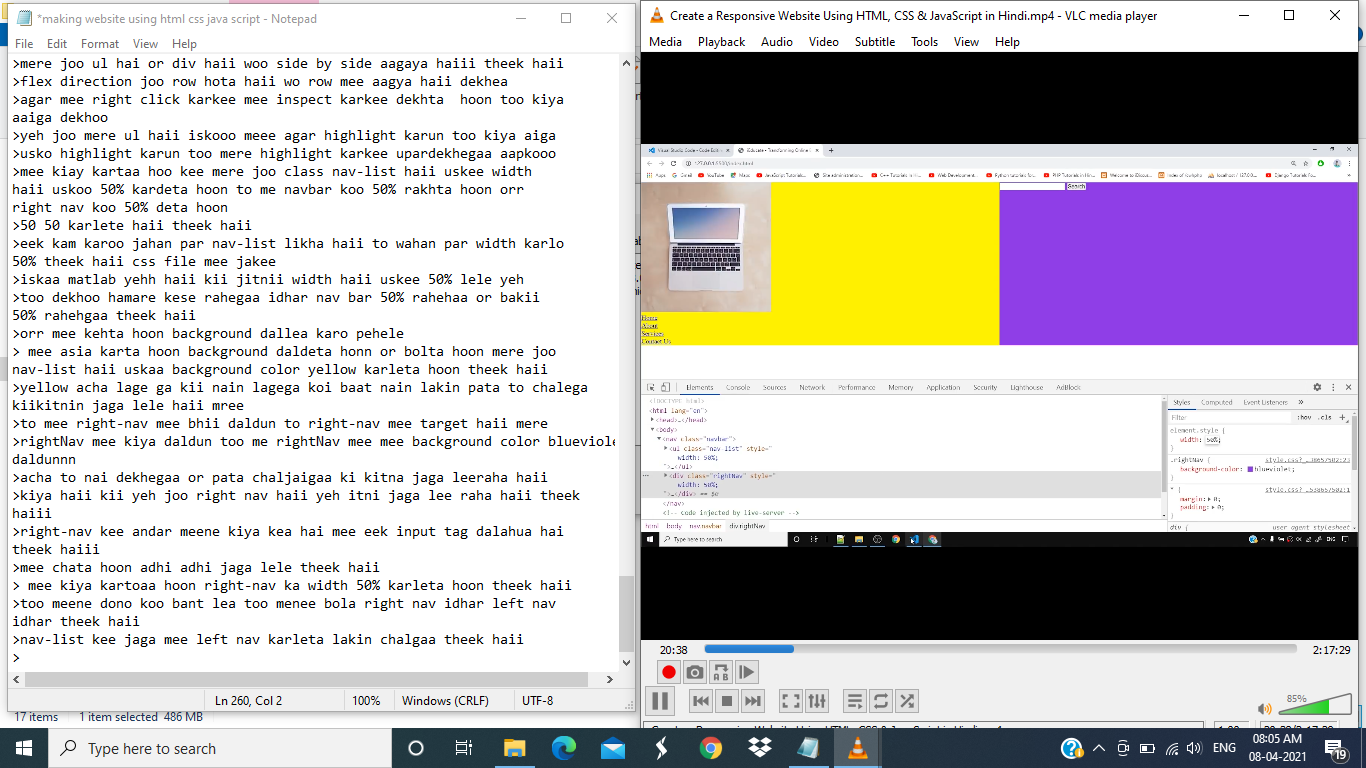 *making website using html css java script - Notepad
File Edit Format View Help
>mere joo ul hai or div haii woo side by side aagaya haiii theek haii
>flex direction joo row hota haii wo row mee aagya haii dekhea
>agar mee right click karkee mee inspect karkee dekhta  hoon too kiya
aaiga dekhoo
>yeh joo mere ul haii iskooo meee agar highlight karun too kiya aiga
>usko highlight karun too mere highlight karkee upardekhegaa aapkooo
>mee kiay kartaa hoo kee mere joo class nav-list haii uskee width
haii uskoo 50% kardeta hoon to me navbar koo 50% rakhta hoon orr
right nav koo 50% deta hoon
>50 50 karlete haii theek haii
>eek kam karoo jahan par nav-list likha haii to wahan par width karlo
50% theek haii css file mee jakee
>iskaa matlab yehh haii kii jitnii width haii uskee 50% lele yeh
>too dekhoo hamare kese rahegaa idhar nav bar 50% rahehaa or bakii
50% rahehgaa theek haii
>orr mee kehta hoon background dallea karo pehele
> mee asia karta hoon background daldeta honn or bolta hoon mere joo
nav-list haii uskaa background color yellow karleta hoon theek haii
>yellow acha lage ga kii nain lagega koi baat nain lakin pata to chalega
kiikitnin jaga lele haii mree
>to mee right-nav mee bhii daldun to right-nav mee target haii mere
>rightNav mee kiya daldun too me rightNav mee mee background color blueviole
daldunnn
>acha to nai dekhegaa or pata chaljaigaa ki kitna jaga leeraha haii
>kiya haii kii yeh joo right nav haii yeh itni jaga lee raha haii theek
haiii
>right-nav kee andar meene kiya kea hai mee eek input tag dalahua hai
theek haiii
>mee chata hoon adhi adhi jaga lele theek haii
> mee kiya kartoaa hoon right-nav ka width 50% karleta hoon theek haii
>too meene dono koo bant lea too menee bola right nav idhar left nav
idhar theek haii
>nav-list kee jaga mee left nav karleta lakin chalgaa theek haii
>
Ln 260, Col 2 100% Windows (CRLF) UTF-8
17 items 1 item selected 486 MB
Create a Responsive Website Using HTML, CSS & JavaScript in Hindi.mp4 - VLC media player
Media Playback Audio Video Subtitle Tools View Help
127.0.0.1:5500/index.html
Apps Gmail YouTube Maps
Search
Home
About
Services
Contact Us
Elements Console Sources Network Performance Memory Application Security Lighthouse AdBlock
<!DOCTYPE html>
<html lang="en">
<head>…</head>
<body>
<nav class="navbar">
<ul class="nav-list" style="
width: 50%;
">…</ul>
<div class="rightNav" style="
width: 50%;
">…</div> == $0
</nav>
<!-- code injected by live-server -->
html body nav.navbar div.rightNav
Styles Computed Event Listeners »
Filter :hov .cls +
element.style {
width: 50%;
}
.rightNav {
background-color: blueviolet;
}
* {
margin: 0;
padding: 0;
}
div { user agent stylesheet
Type here to search
ENG
20:38 2:17:29
85%
Type here to search
ENG
08:05 AM
08-04-2021
19